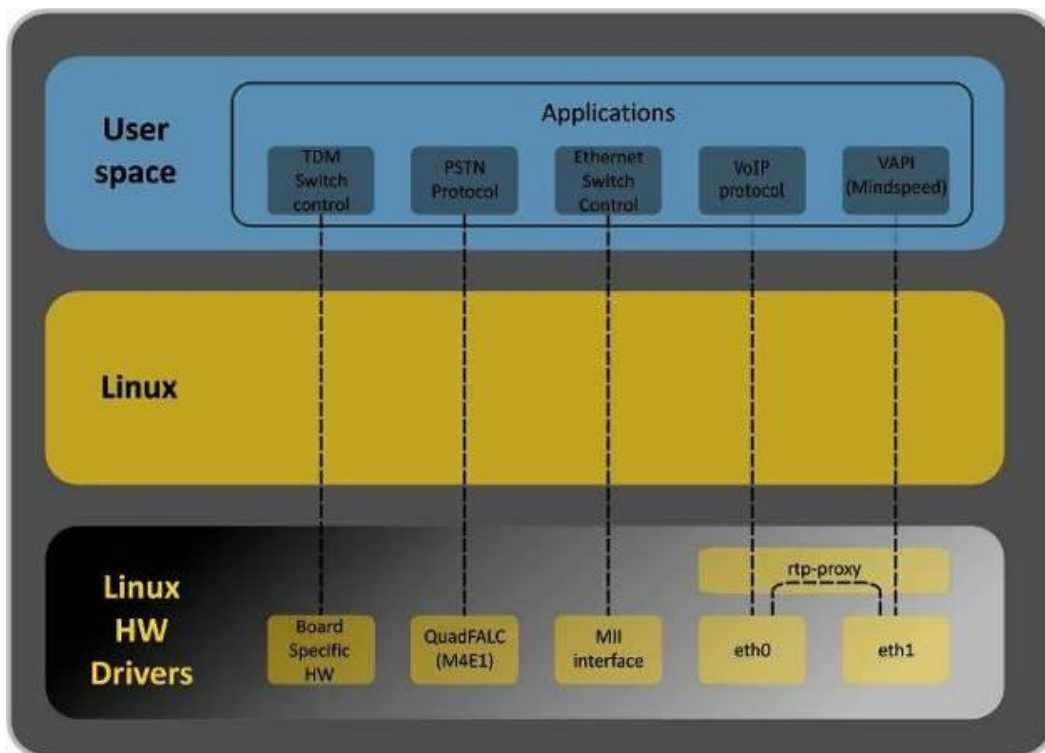 User
space
Applications
TDM
Switch
control
PSTN
Protocol
Ethernet
Switch
Control
VoIP
protocol
VAPI
(Mindspeed)
Linux
Linux
HW
Drivers
rtp-proxy
Board
Specific
HW
QuadFALC
(M4E1)
MII
interface
eth0
eth1